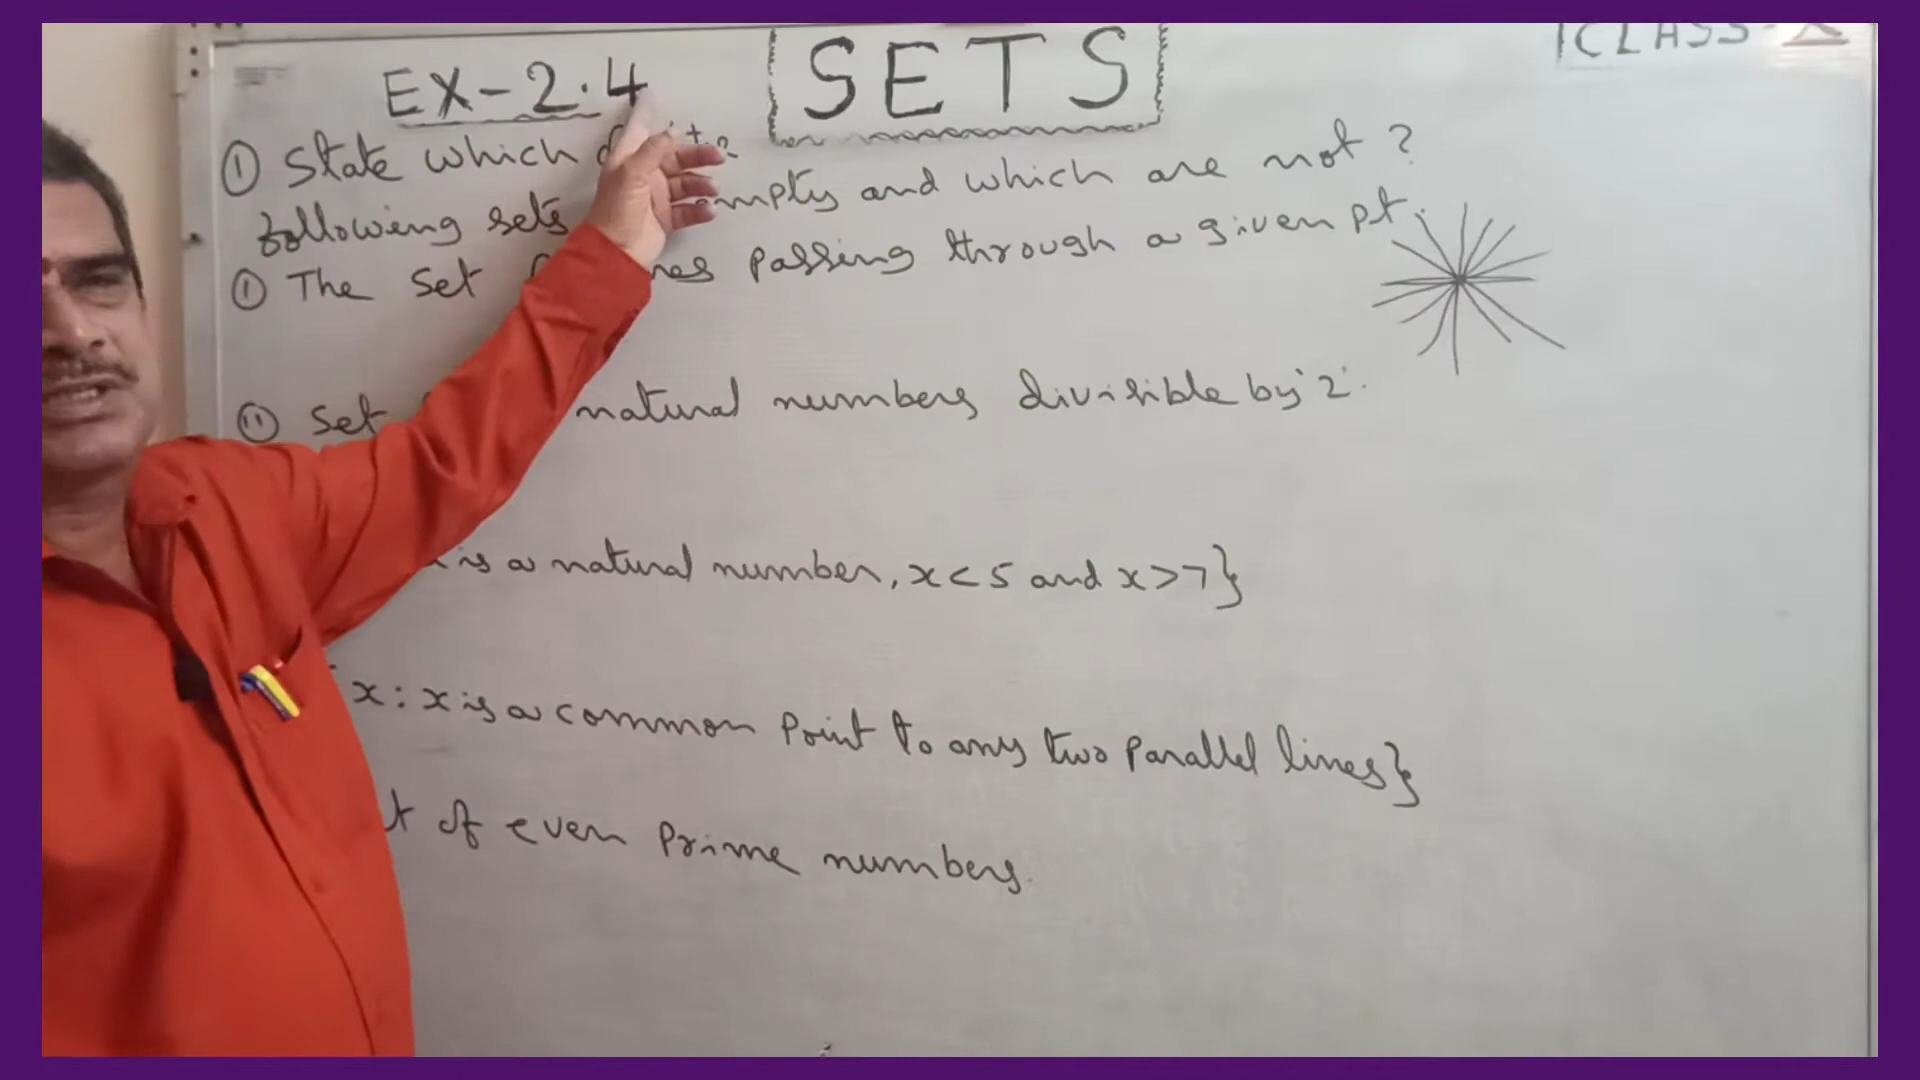 EX-2.4
SETS
CLASS-X
① State which
following sets empty and which are not?
① The set passing through a given pt.
⑪ Set natural numbers divisible by '2'.
is a natural number, x<5 and x>7}
x : x is a common point to any two parallel lines}
of even prime numbers.